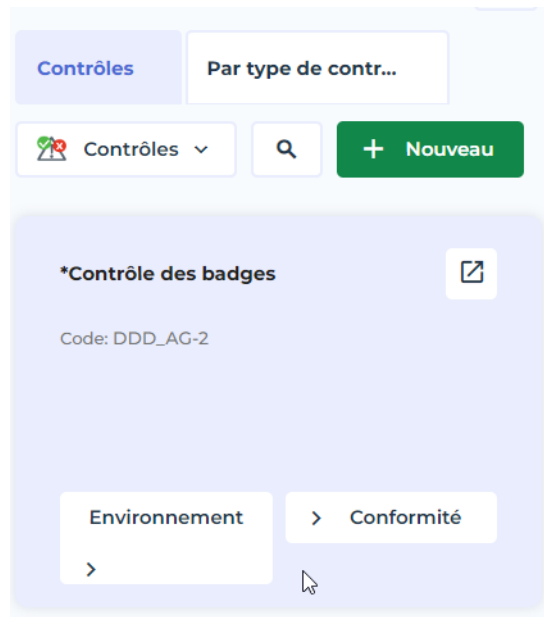 Contrôles
Par type de contr...
Contrôles
+ Nouveau
*Contrôle des badges
Code: DDD_AG-2
Environnement
> Conformité
>